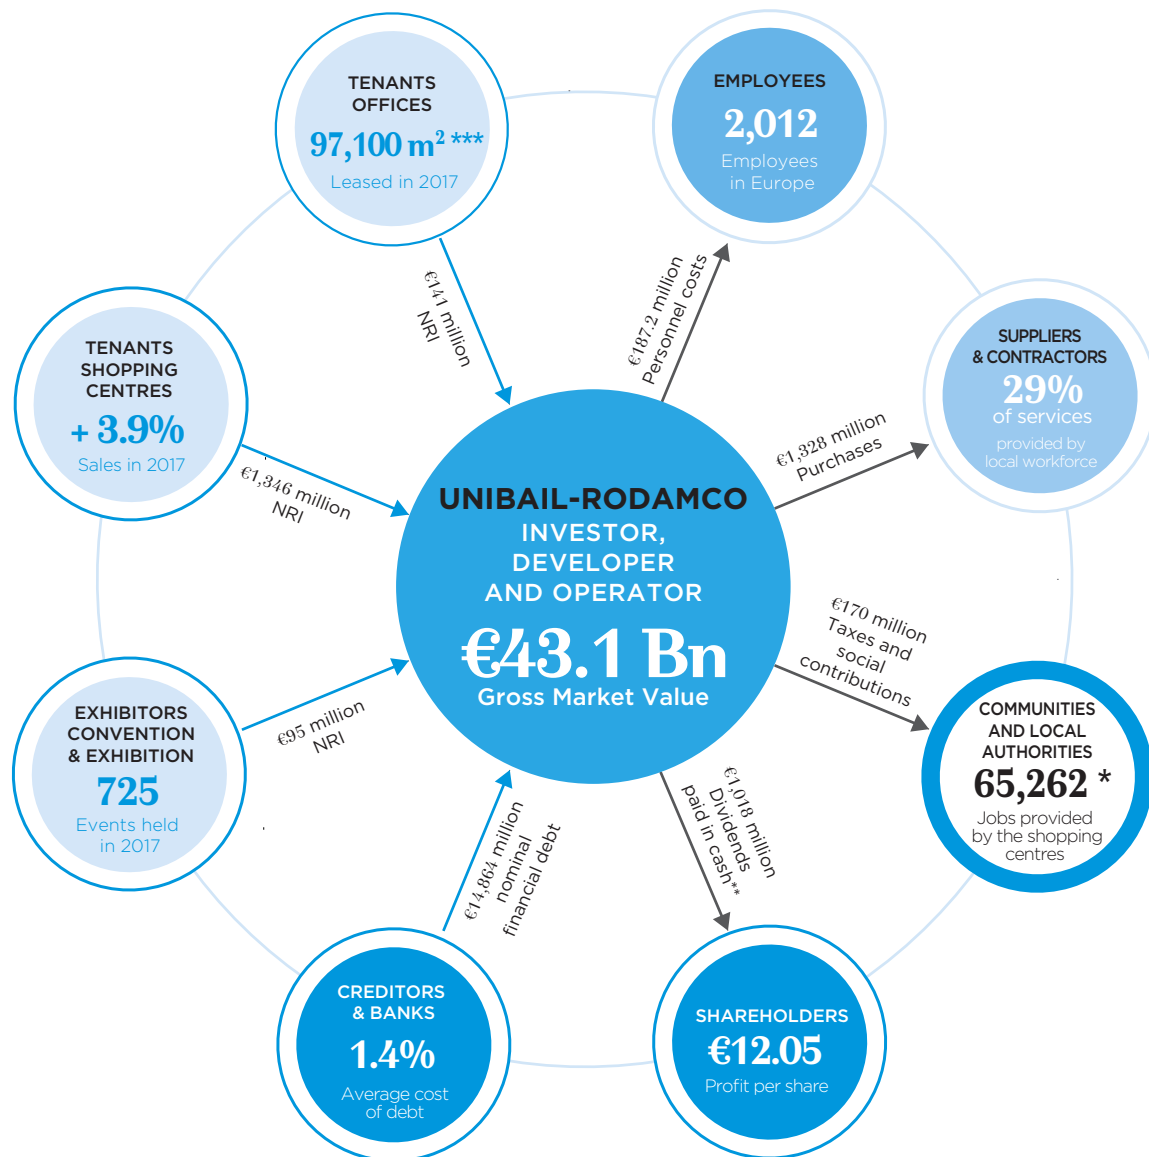 TENANTS
OFFICES
97,100 m² ***
Leased in 2017
EMPLOYEES
2,012
Employees
in Europe
€141 million
NRI
€187.2 million
Personnel costs
TENANTS
SHOPPING
CENTRES
+ 3.9%
Sales in 2017
€1,346 million
NRI
SUPPLIERS
& CONTRACTORS
29%
of services
provided by
local workforce
€1,328 million
Purchases
UNIBAIL-RODAMCO
INVESTOR,
DEVELOPER
AND OPERATOR
€43.1 Bn
Gross Market Value
EXHIBITORS
CONVENTION
& EXHIBITION
725
Events held
in 2017
€95 million
NRI
€170 million
Taxes and
social
contributions
COMMUNITIES
AND LOCAL
AUTHORITIES
65,262 *
Jobs provided
by the shopping
centres
€14,864 million
nominal
financial debt
€1,018 million
Dividends
paid in cash**
CREDITORS
& BANKS
1.4%
Average cost
of debt
SHAREHOLDERS
€12.05
Profit per share